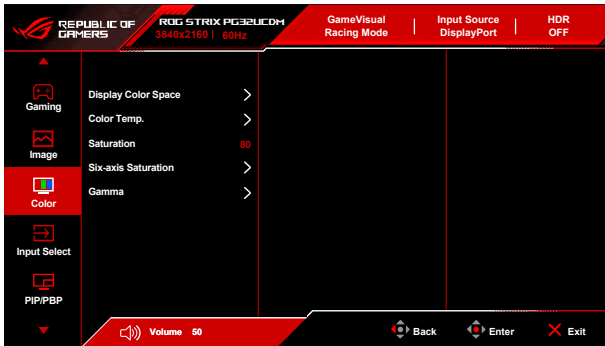 REPUBLIC OF
GAMERS
ROG STRIX PG32UCDM
3840x2160 | 60Hz
GameVisual
Racing Mode
Input Source
DisplayPort
HDR
OFF
Gaming
Image
Color
Input Select
PIP/PBP
Display Color Space
Color Temp.
Saturation 80
Six-axis Saturation
Gamma
Volume 50
Back
Enter
Exit